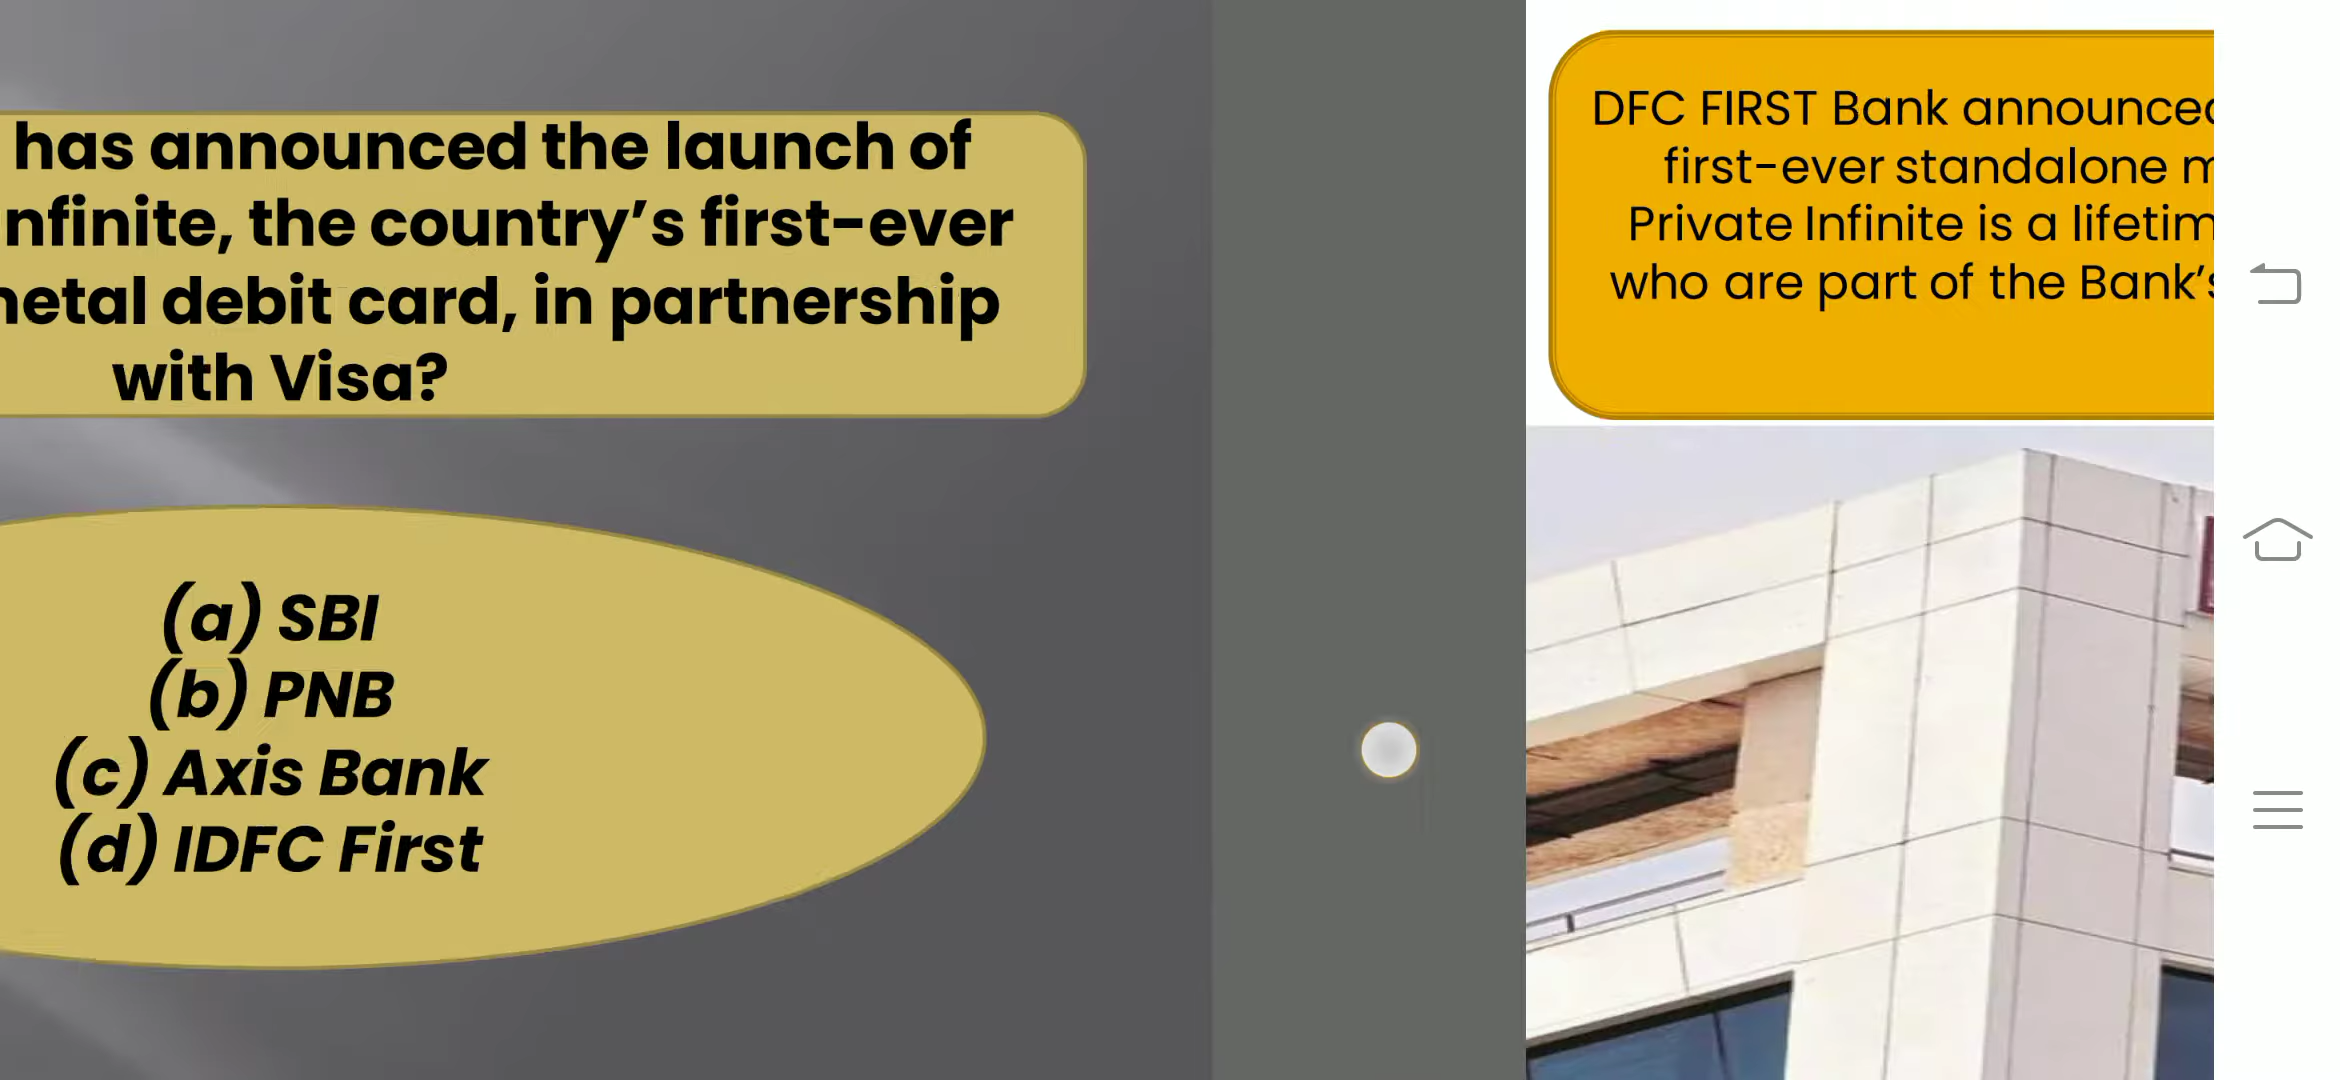 has announced the launch of
nfinite, the country's first-ever
etal debit card, in partnership
with Visa?
(a) SBI
(b) PNB
(c) Axis Bank
(d) IDFC First
DFC FIRST Bank announced
first-ever standalone m
Private Infinite is a lifetim
who are part of the Bank's